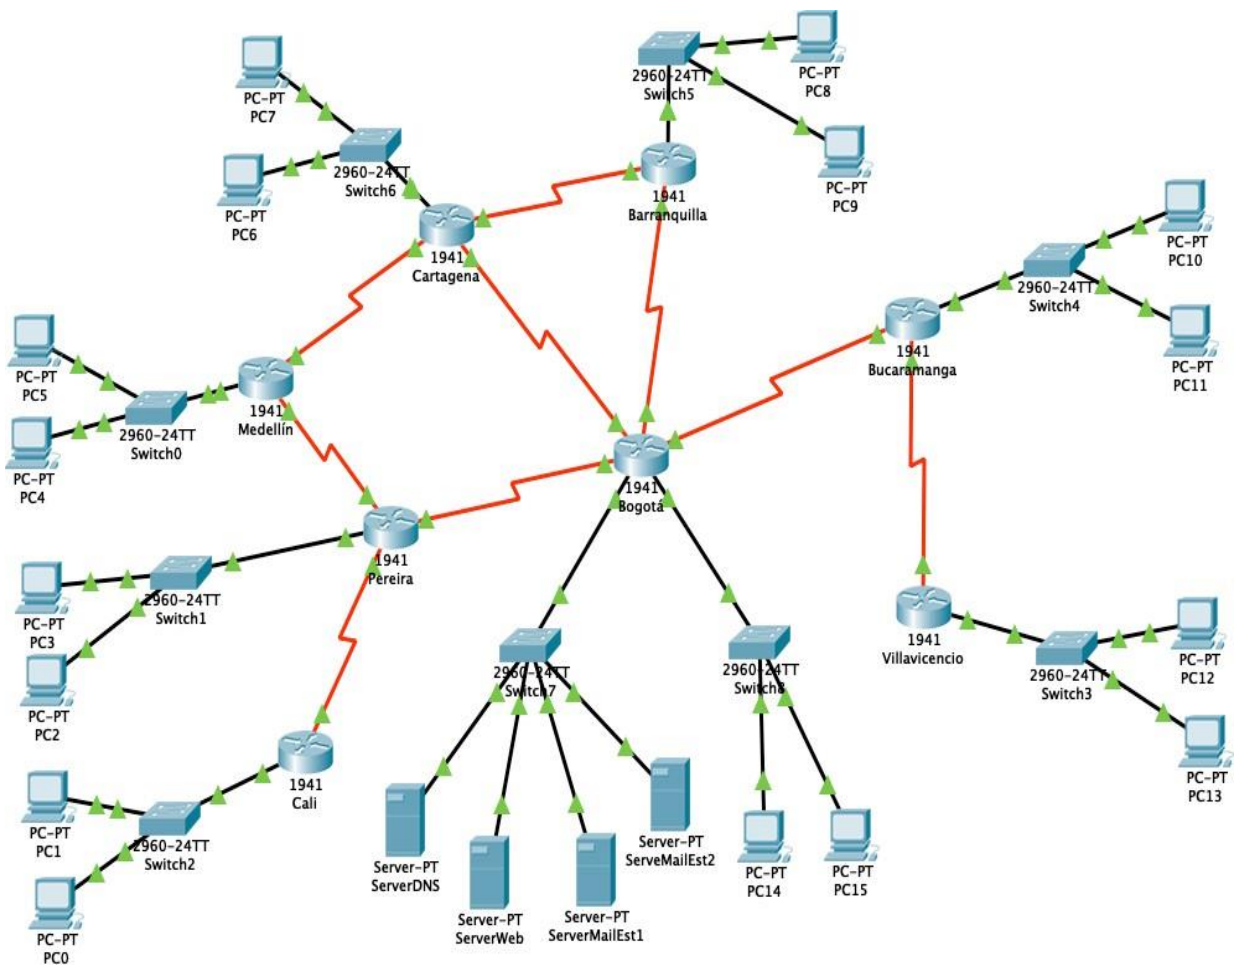 PC-PT
PC7
PC-PT
PC6
2960-24TT
Switch6
1941
Cartagena
2960-24TT
Switch5
PC-PT
PC8
PC-PT
PC9
1941
Barranquilla
PC-PT
PC10
2960-24TT
Switch4
PC-PT
PC11
1941
Bucaramanga
PC-PT
PC5
PC-PT
PC4
2960-24TT
Switch0
1941
Medellín
1941
Bogotá
1941
Pereira
PC-PT
PC3
2960-24TT
Switch1
PC-PT
PC2
1941
Cali
PC-PT
PC1
2960-24TT
Switch2
PC-PT
PC0
2960-24TT
Switch7
2960-24TT
Switch8
1941
Villavicencio
2960-24TT
Switch3
PC-PT
PC12
PC-PT
PC13
Server-PT
ServerDNS
Server-PT
ServerWeb
Server-PT
ServerMailEst1
Server-PT
ServeMailEst2
PC-PT
PC14
PC-PT
PC15